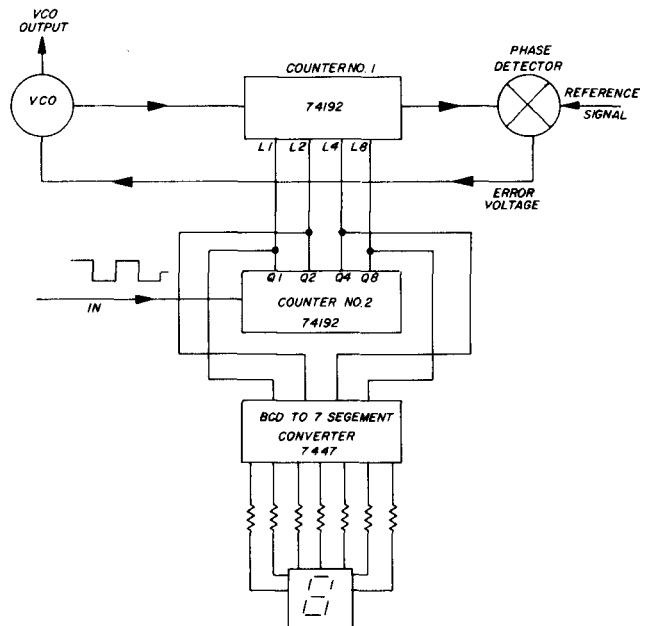 VCO
OUTPUT
VCO
COUNTER NO. 1
74192
PHASE
DETECTOR
REFERENCE
SIGNAL
L1 L2 L4 L8
ERROR
VOLTAGE
IN
Q1 Q2 Q4 Q8
COUNTER NO. 2
74192
BCD TO 7 SEGEMENT
CONVERTER
7447